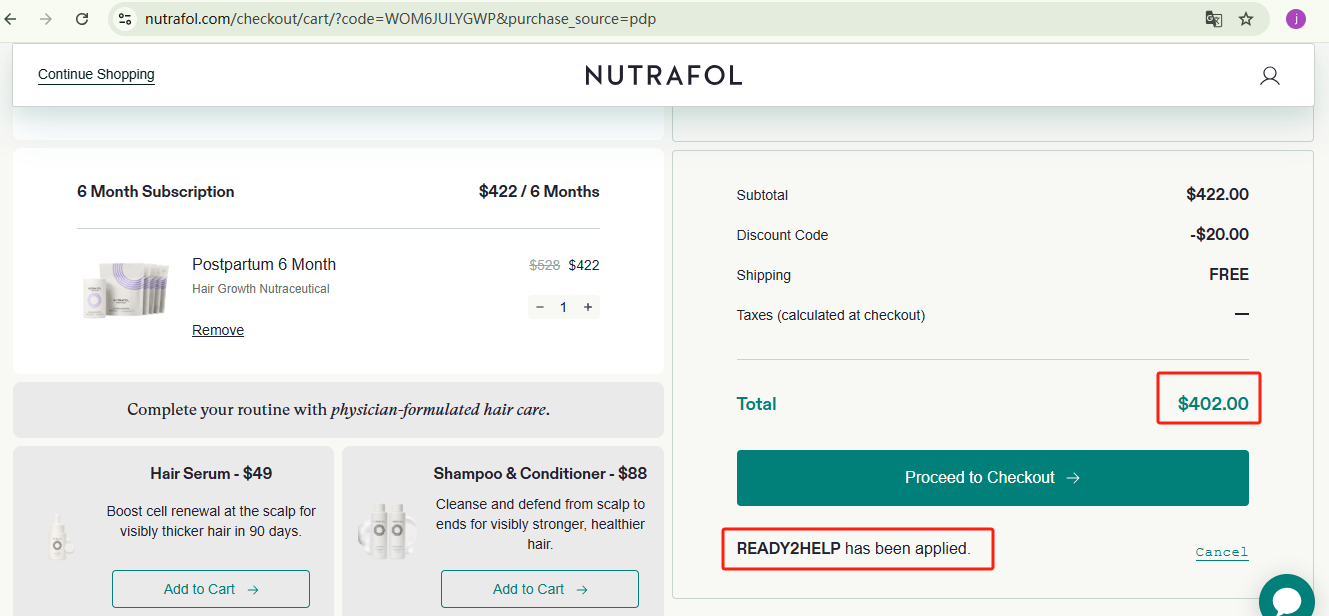 nutrafol.com/checkout/cart/?code=WOM6JULYGWP&purchase_source=pdp
j
Continue Shopping
NUTRAFOL
6 Month Subscription
$422 / 6 Months
Postpartum 6 Month
$528 $422
Hair Growth Nutraceutical
− 1 +
Remove
Complete your routine with physician-formulated hair care.
Hair Serum - $49
Boost cell renewal at the scalp for
visibly thicker hair in 90 days.
Add to Cart →
Shampoo & Conditioner - $88
Cleanse and defend from scalp to
ends for visibly stronger, healthier
hair.
Add to Cart →
Subtotal
$422.00
Discount Code
-$20.00
Shipping
FREE
Taxes (calculated at checkout)
—
Total
$402.00
Proceed to Checkout →
READY2HELP has been applied.
Cancel